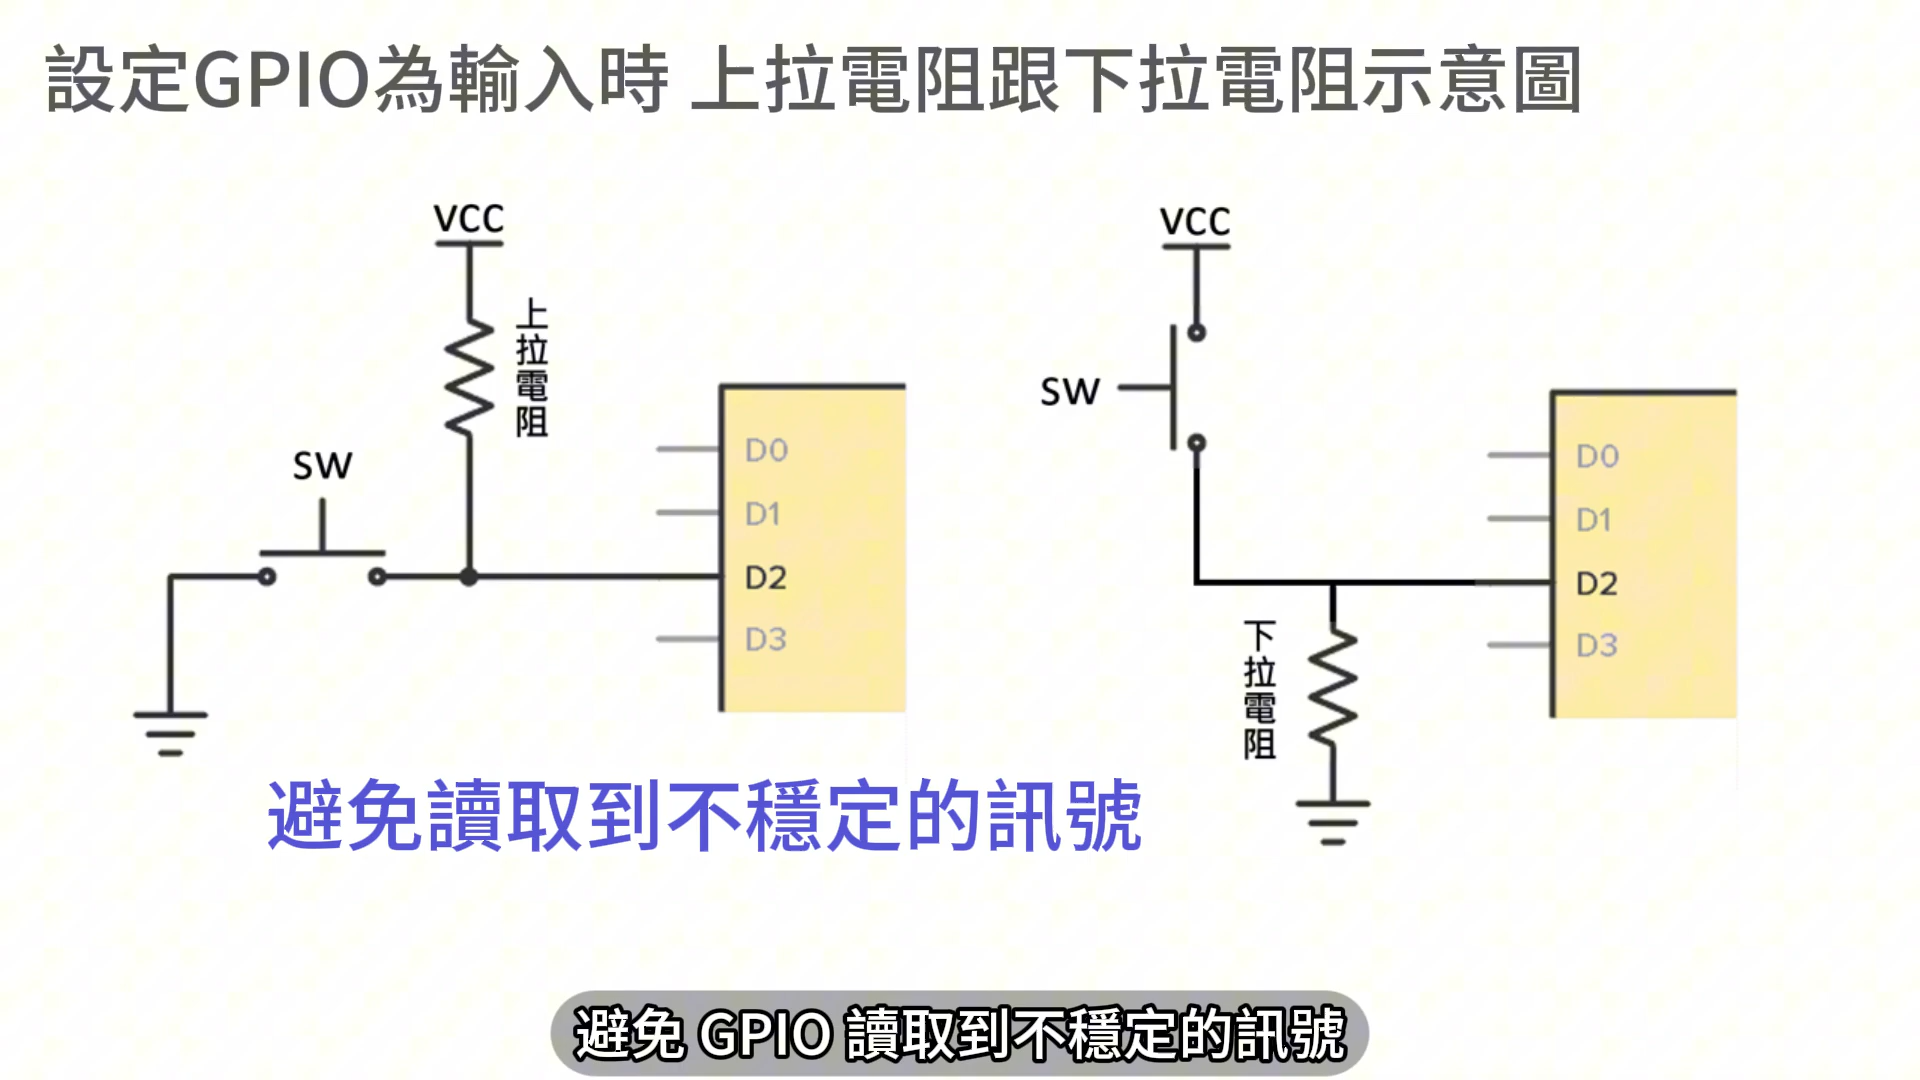 設定GPIO為輸入時 上拉電阻跟下拉電阻示意圖
VCC
上拉電阻
SW
D0
D1
D2
D3
VCC
SW
D0
D1
D2
D3
下拉電阻
避免讀取到不穩定的訊號
避免 GPIO 讀取到不穩定的訊號